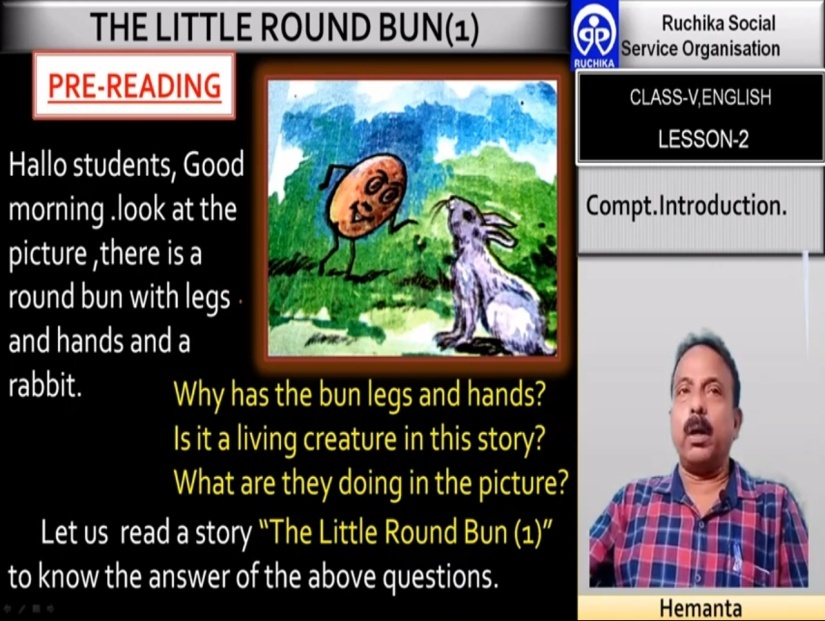 THE LITTLE ROUND BUN(1)
PRE-READING
Hallo students, Good
morning .look at the
picture ,there is a
round bun with legs
and hands and a
rabbit.
Why has the bun legs and hands?
Is it a living creature in this story?
What are they doing in the picture?
Let us read a story "The Little Round Bun (1)"
to know the answer of the above questions.
RUCHIKA
Ruchika Social
Service Organisation
CLASS-V,ENGLISH
LESSON-2
Compt.Introduction.
Hemanta